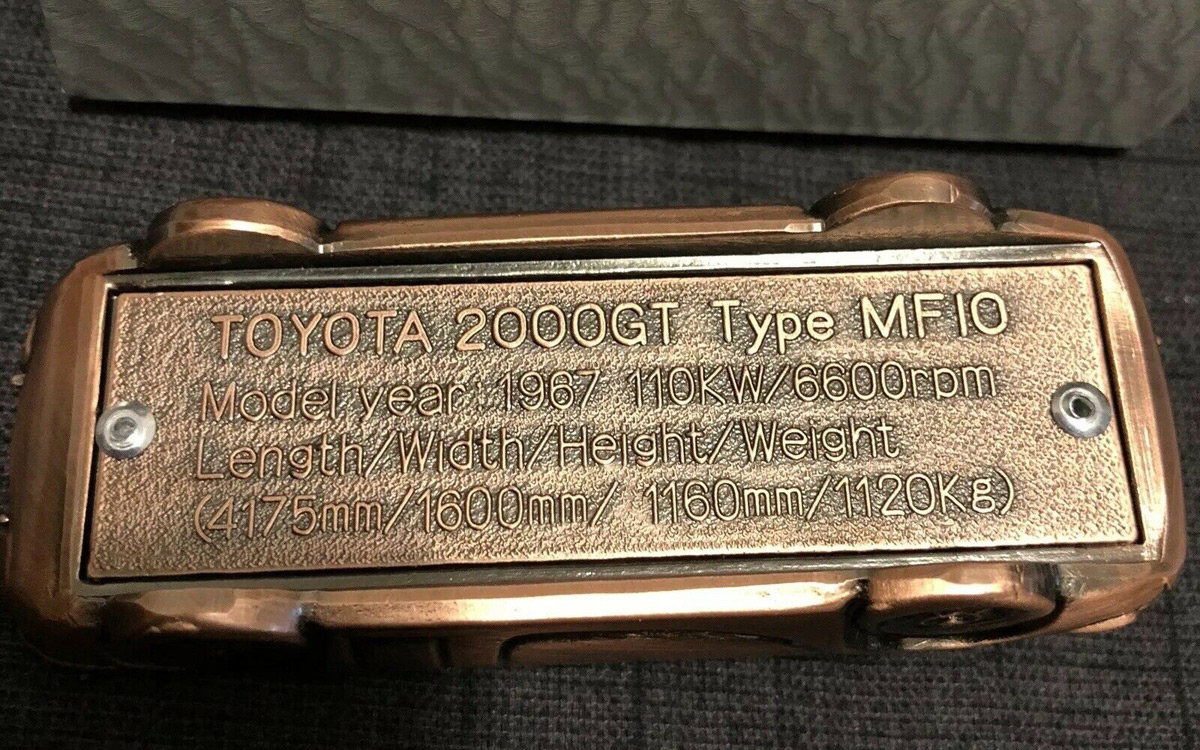 TOYOTA 2000GT Type MF10
Model year : 1967 110KW/6600rpm
Length/Width/Height/Weight
(4175mm/1600mm/ 1160mm/1120Kg)